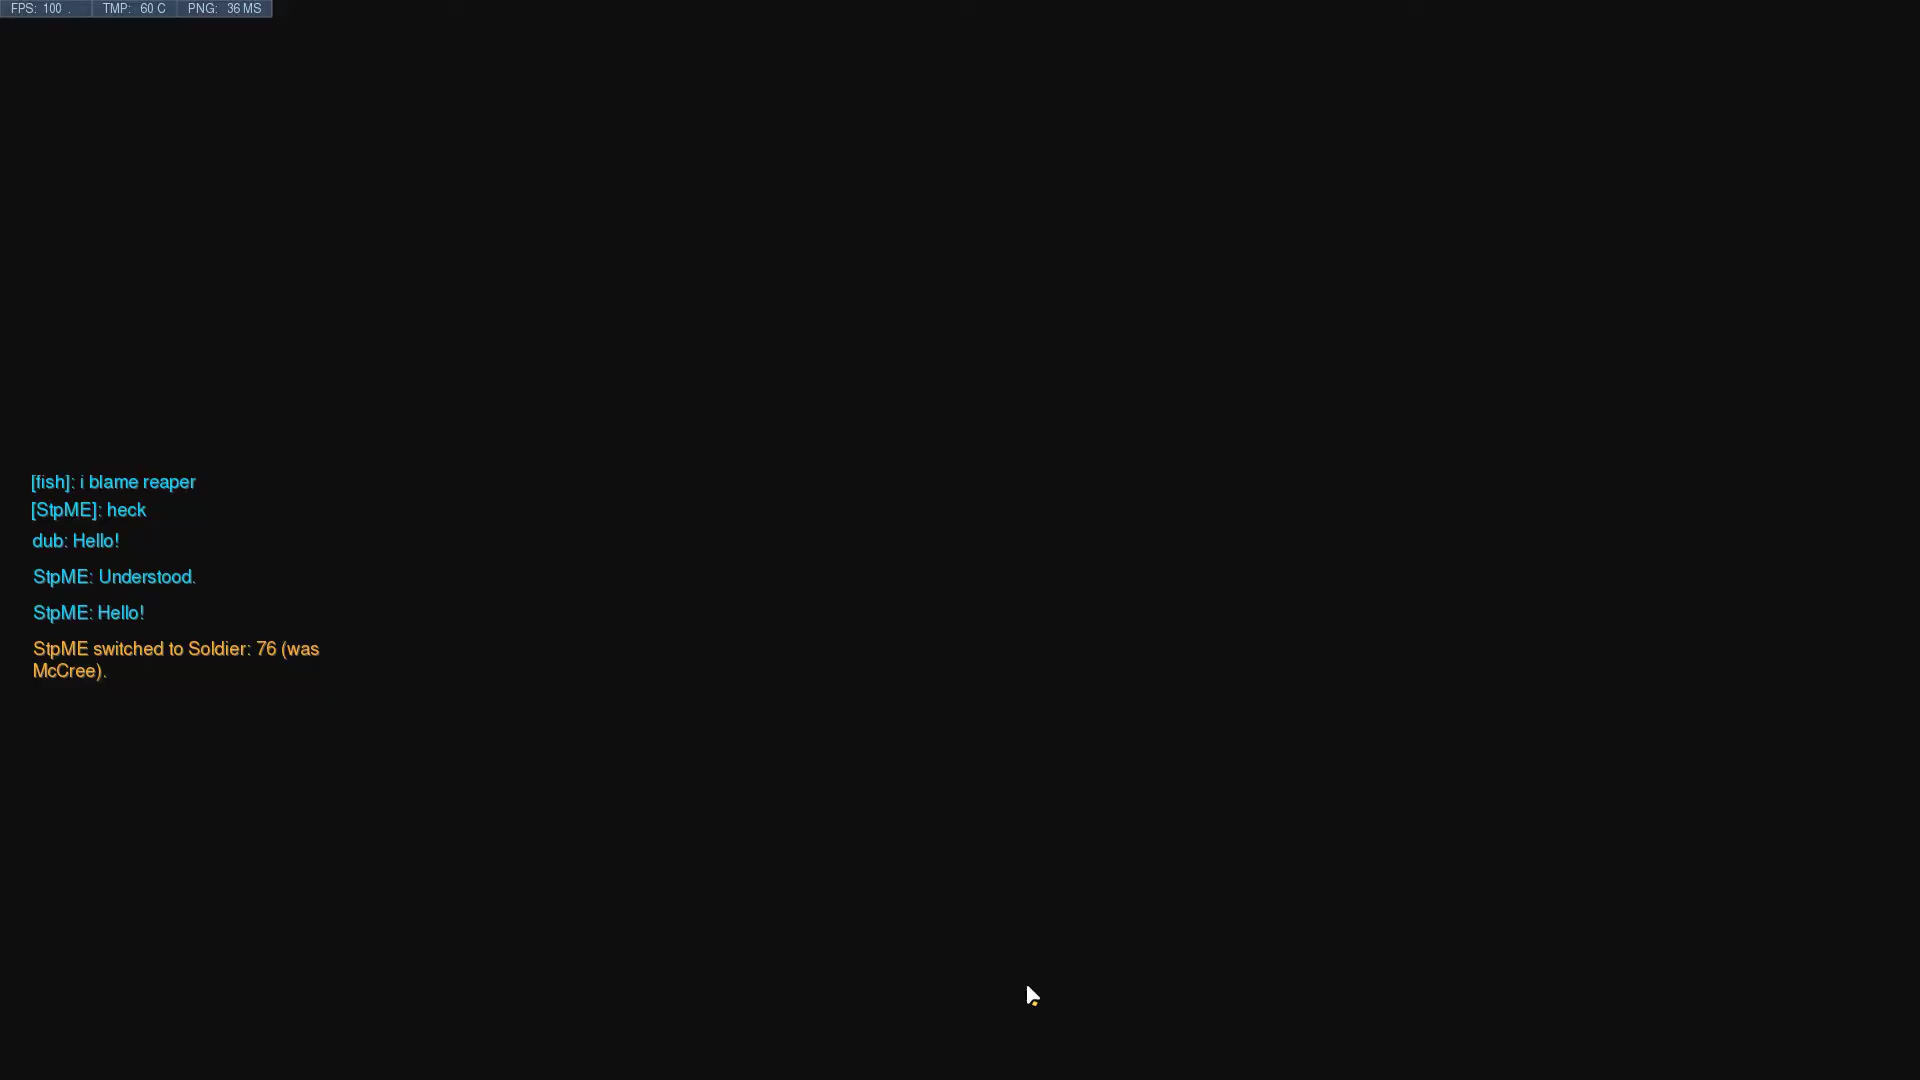 FPS: 100 . TMP: 60 C PNG: 36 MS
[fish]: i blame reaper
[StpME]: heck
dub: Hello!
StpME: Understood.
StpME: Hello!
StpME switched to Soldier: 76 (was
McCree).